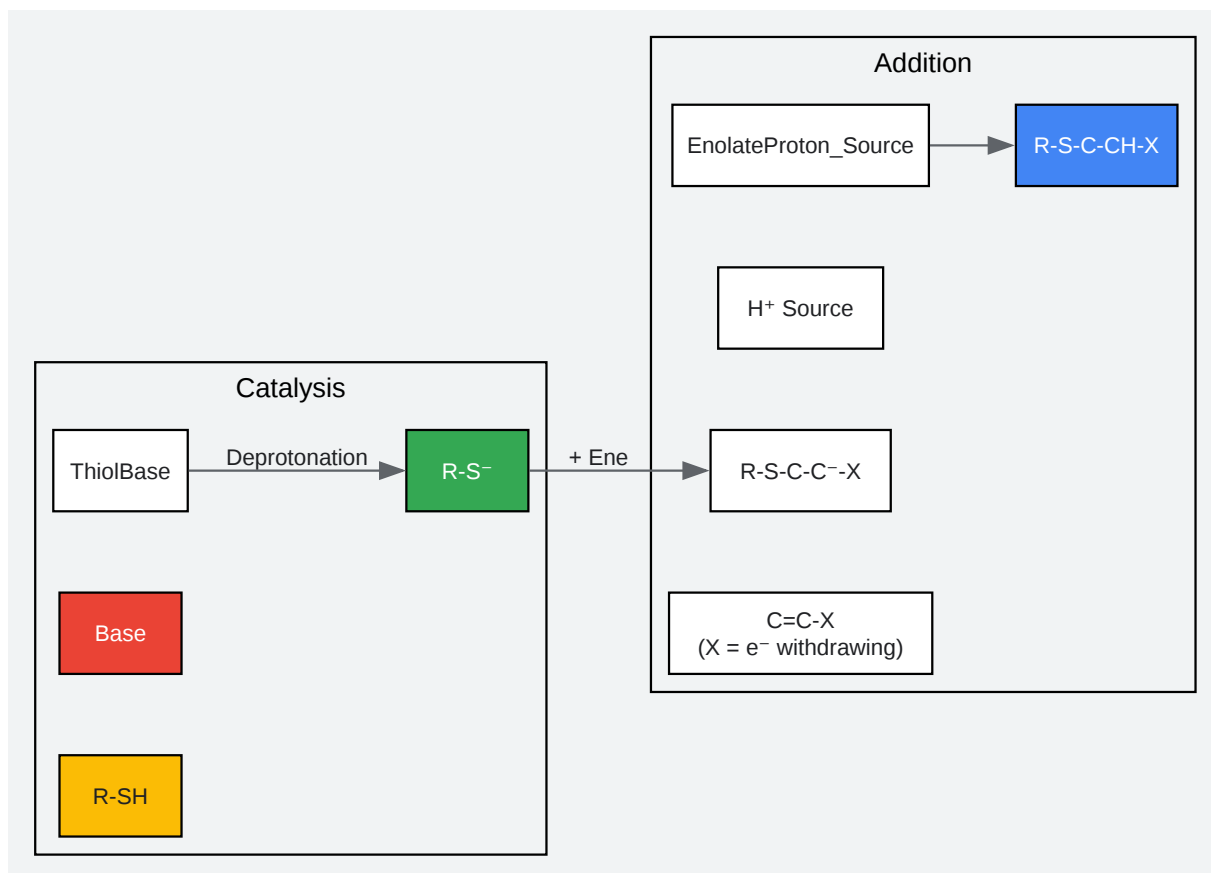 Addition
EnolateProton_Source
R-S-C-CH-X
H⁺ Source
Catalysis
ThiolBase
Deprotonation
R-S⁻
+ Ene
R-S-C-C⁻-X
Base
C=C-X
(X = e⁻ withdrawing)
R-SH